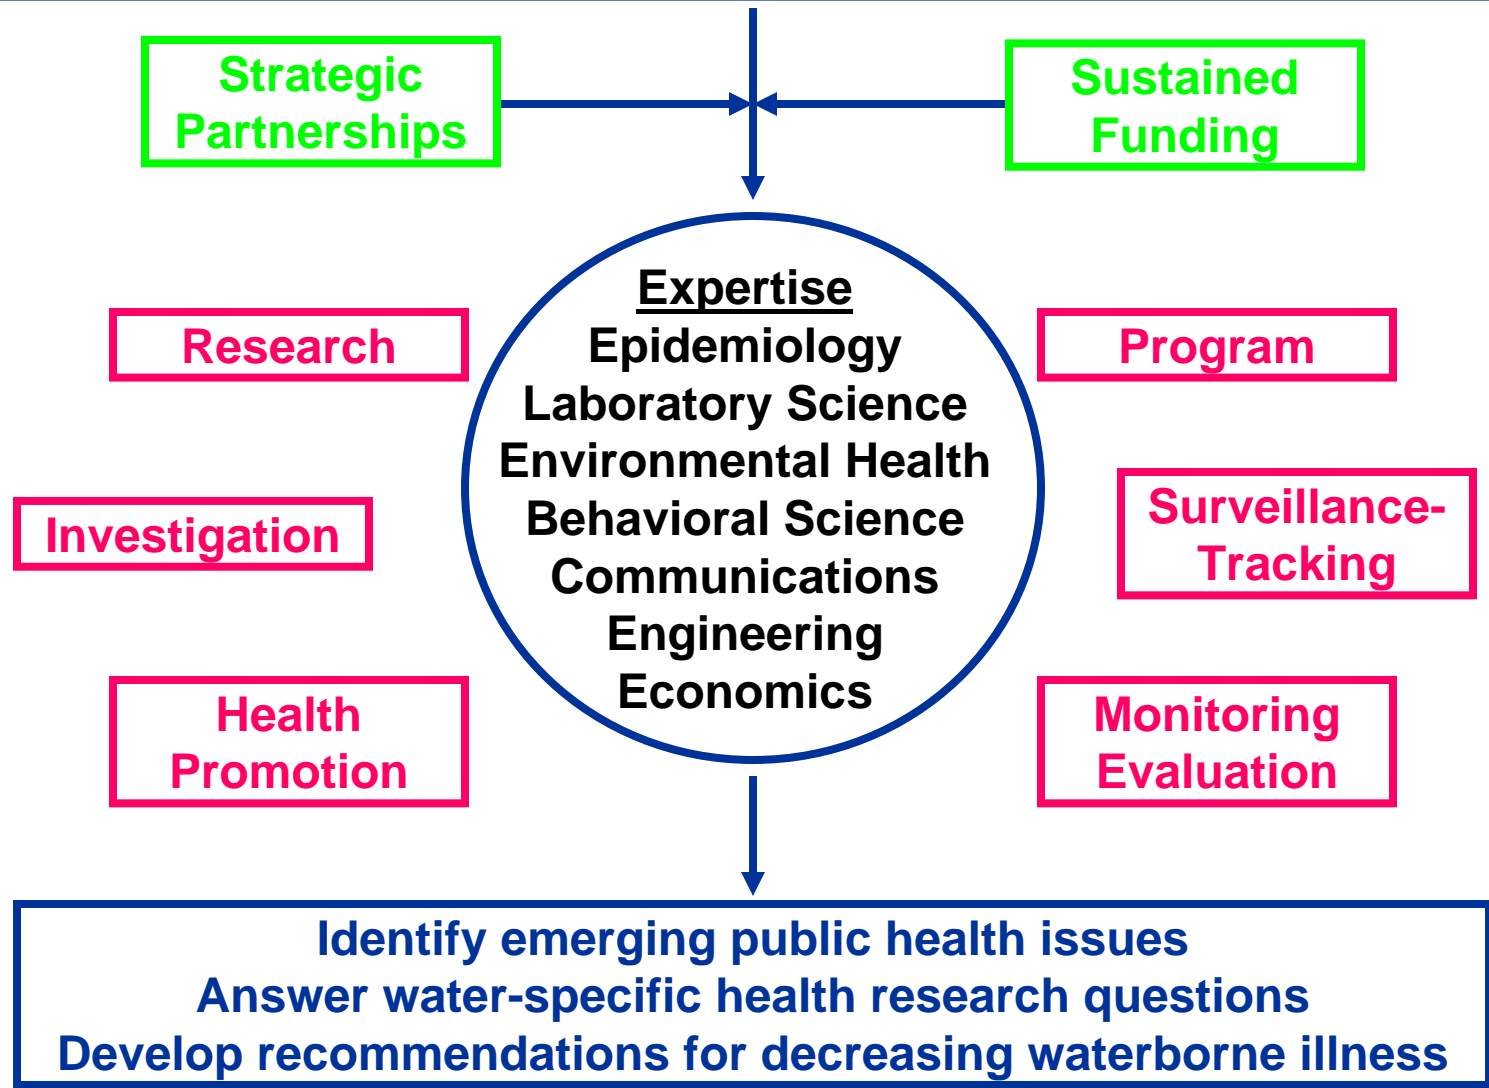 Strategic
Partnerships
Sustained
Funding
Expertise
Epidemiology
Laboratory Science
Environmental Health
Behavioral Science
Communications
Engineering
Economics
Research
Investigation
Health
Promotion
Program
Surveillance-
Tracking
Monitoring
Evaluation
Identify emerging public health issues
Answer water-specific health research questions
Develop recommendations for decreasing waterborne illness